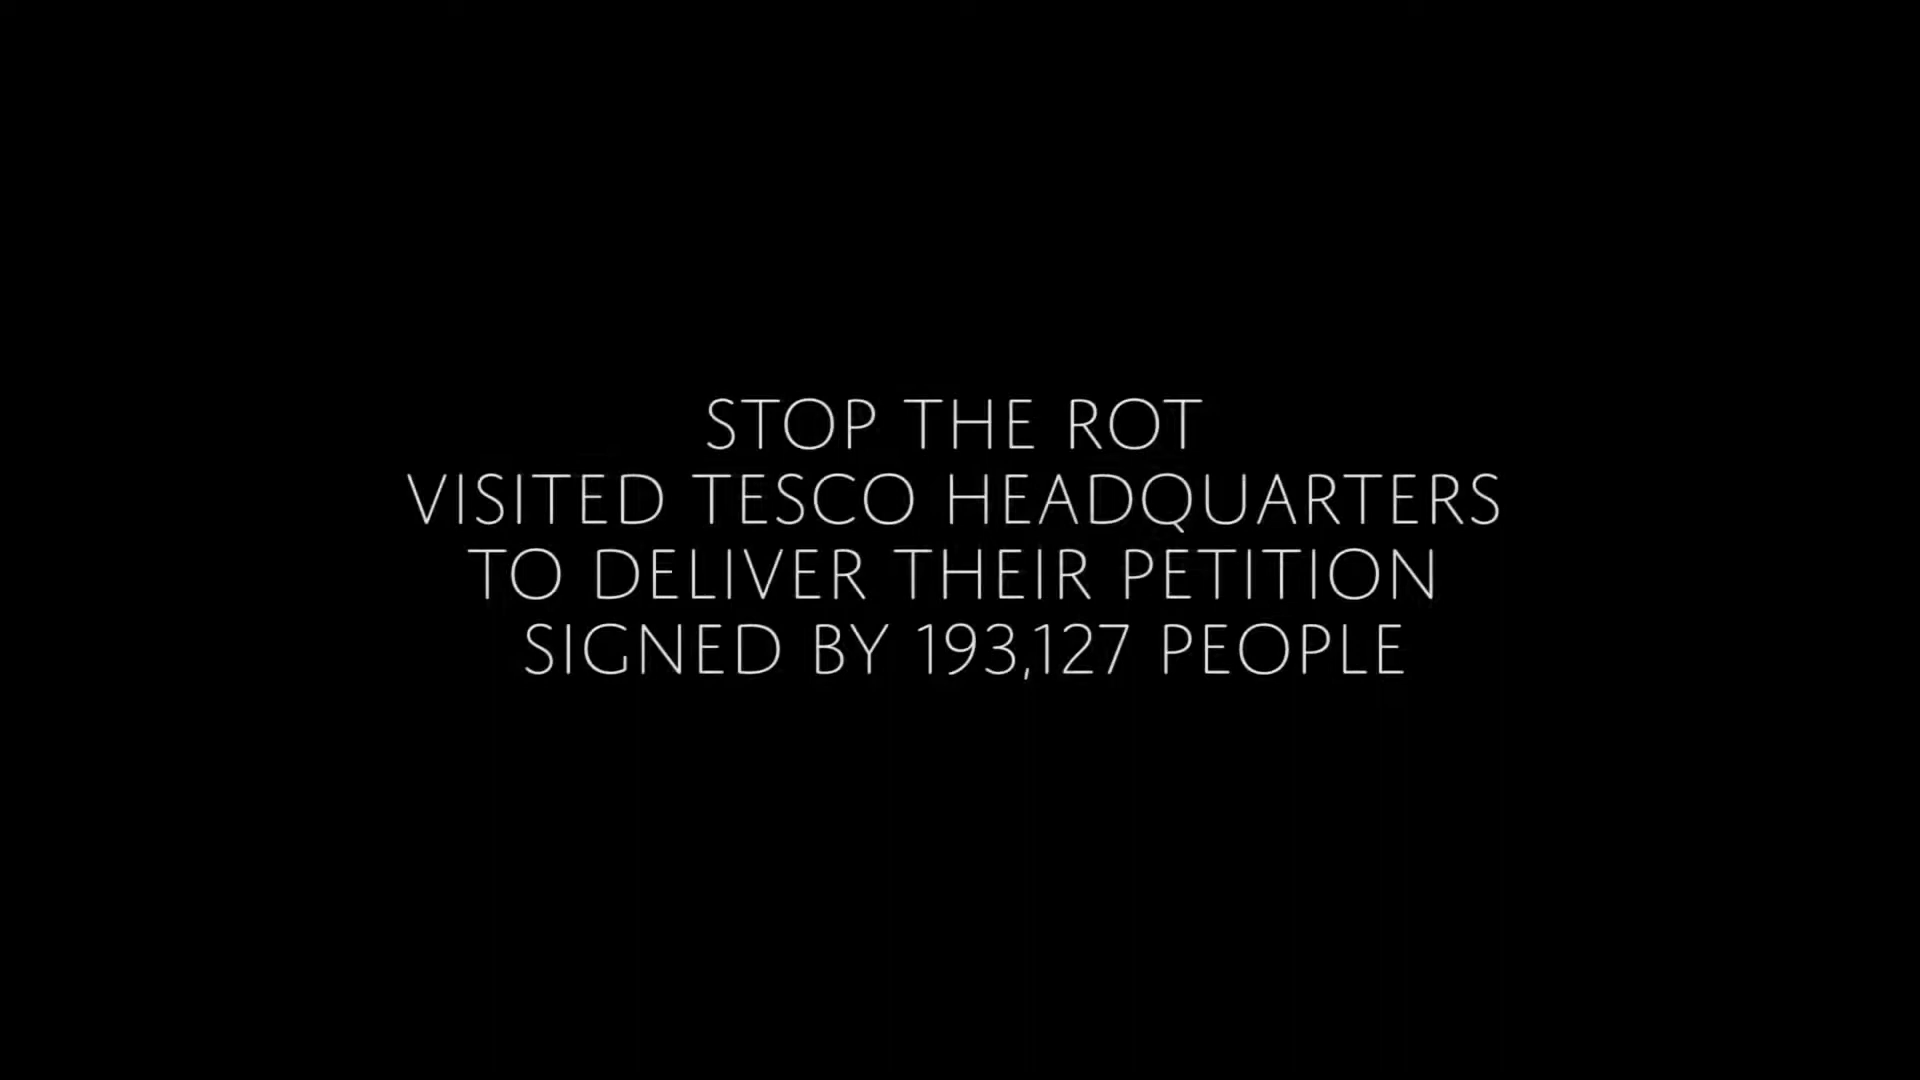 STOP THE ROT
VISITED TESCO HEADQUARTERS
TO DELIVER THEIR PETITION
SIGNED BY 193,127 PEOPLE